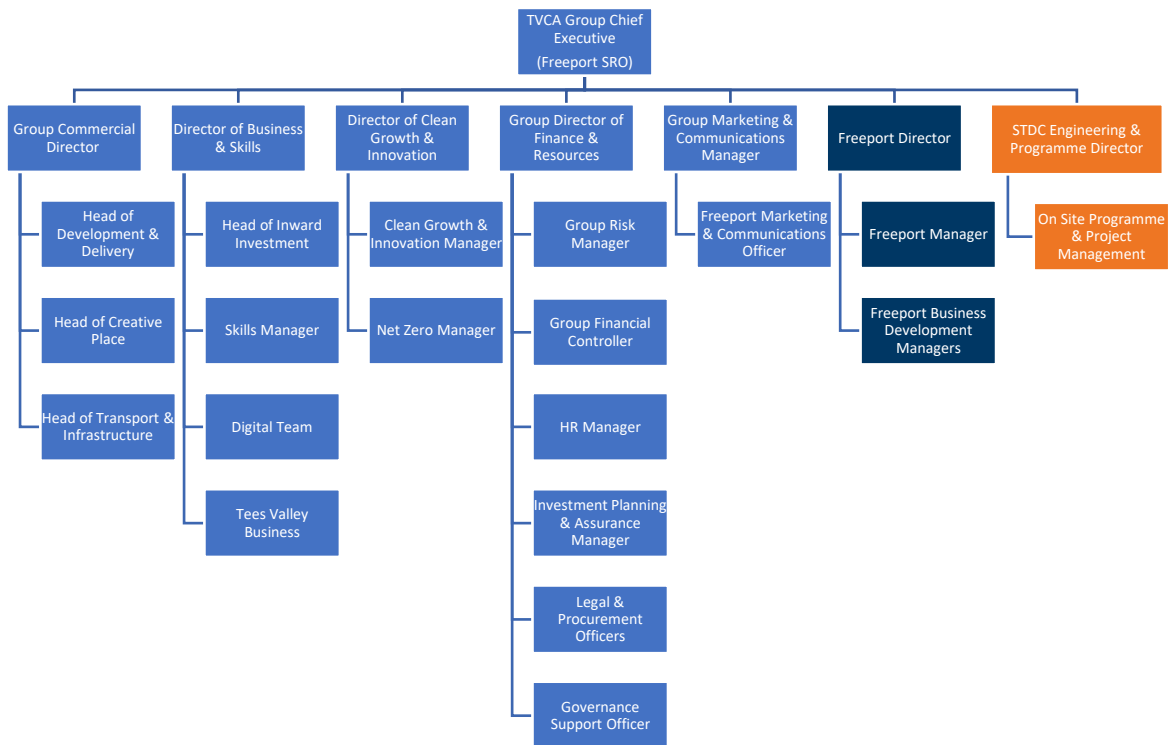 TVCA Group Chief
Executive
(Freeport SRO)
Group Commercial
Director
Director of Business
& Skills
Director of Clean
Growth &
Innovation
Group Director of
Finance &
Resources
Group Marketing &
Communications
Manager
Freeport Director
STDC Engineering &
Programme Director
Head of
Development &
Delivery
Head of Inward
Investment
Clean Growth &
Innovation Manager
Group Risk
Manager
Freeport Marketing
& Communications
Officer
Freeport Manager
On Site Programme
& Project
Management
Head of Creative
Place
Skills Manager
Net Zero Manager
Group Financial
Controller
Freeport Business
Development
Managers
Head of Transport &
Infrastructure
Digital Team
HR Manager
Tees Valley
Business
Investment Planning
& Assurance
Manager
Legal &
Procurement
Officers
Governance
Support Officer